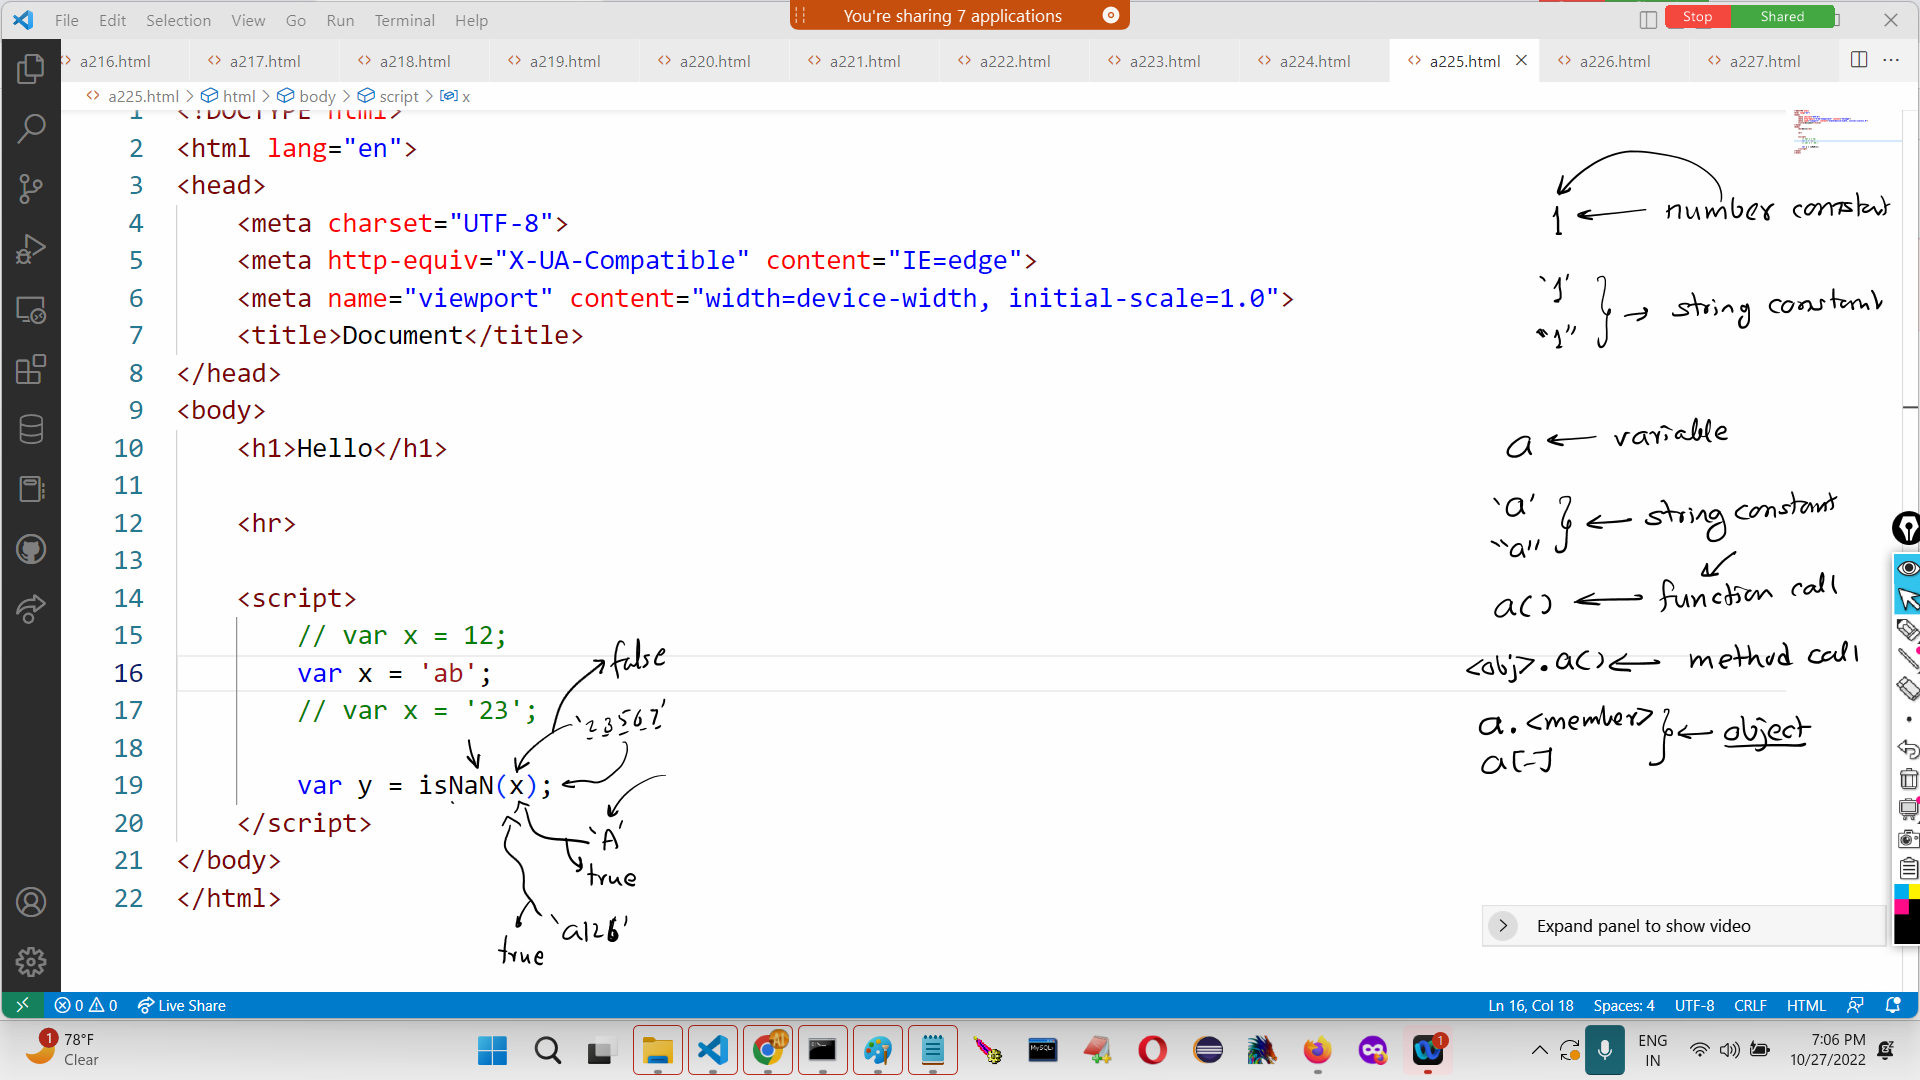 File Edit Selection View Go Run Terminal Help
You're sharing 7 applications
Stop Shared
a216.html a217.html a218.html a219.html a220.html a221.html a222.html a223.html a224.html a225.html a226.html a227.html
a225.html > html > body > script > x
1 <!DOCTYPE html>
2 <html lang="en">
3 <head>
4 <meta charset="UTF-8">
5 <meta http-equiv="X-UA-Compatible" content="IE=edge">
6 <meta name="viewport" content="width=device-width, initial-scale=1.0">
7 <title>Document</title>
8 </head>
9 <body>
10 <h1>Hello</h1>
11
12 <hr>
13
14 <script>
15 // var x = 12;
16 var x = 'ab';
17 // var x = '23';
18
19 var y = isNaN(x);
20 </script>
21 </body>
22 </html>
false
'23567'
'A'
true
'a126'
true
1 ← number constant
'1'
"1"
} → string constant
a ← variable
'a'
"a"
} ← string constant
a() ← function call
<obj>.a() ← method call
a.<member>
a[-]
} ← object
Expand panel to show video
0 0 Live Share
Ln 16, Col 18 Spaces: 4 UTF-8 CRLF HTML
1
78°F
Clear
MySQL
1
ENG
IN
7:06 PM
10/27/2022